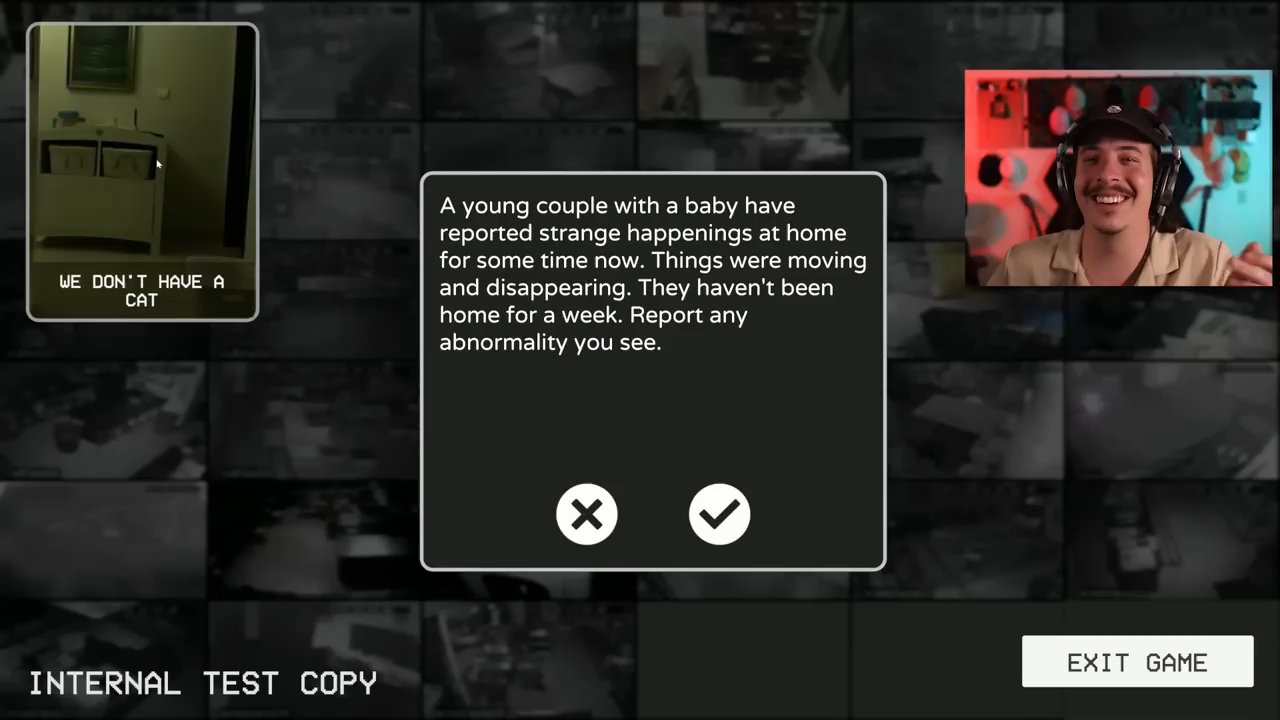 WE DON'T HAVE A
CAT
A young couple with a baby have
reported strange happenings at home
for some time now. Things were moving
and disappearing. They haven't been
home for a week. Report any
abnormality you see.
INTERNAL TEST COPY
EXIT GAME